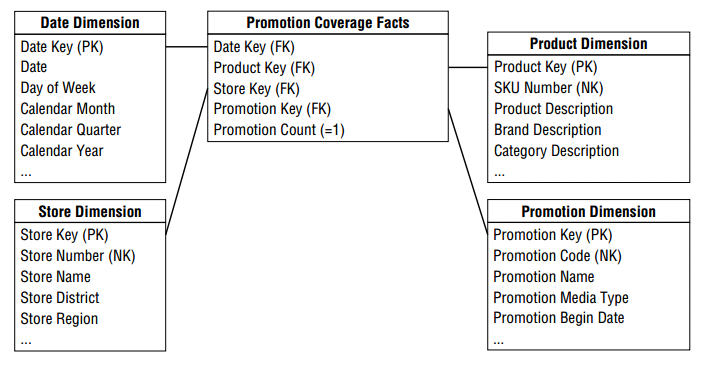 Date Dimension
Date Key (PK)
Date
Day of Week
Calendar Month
Calendar Quarter
Calendar Year
...
Promotion Coverage Facts
Date Key (FK)
Product Key (FK)
Store Key (FK)
Promotion Key (FK)
Promotion Count (=1)
Product Dimension
Product Key (PK)
SKU Number (NK)
Product Description
Brand Description
Category Description
...
Store Dimension
Store Key (PK)
Store Number (NK)
Store Name
Store District
Store Region
...
Promotion Dimension
Promotion Key (PK)
Promotion Code (NK)
Promotion Name
Promotion Media Type
Promotion Begin Date
...